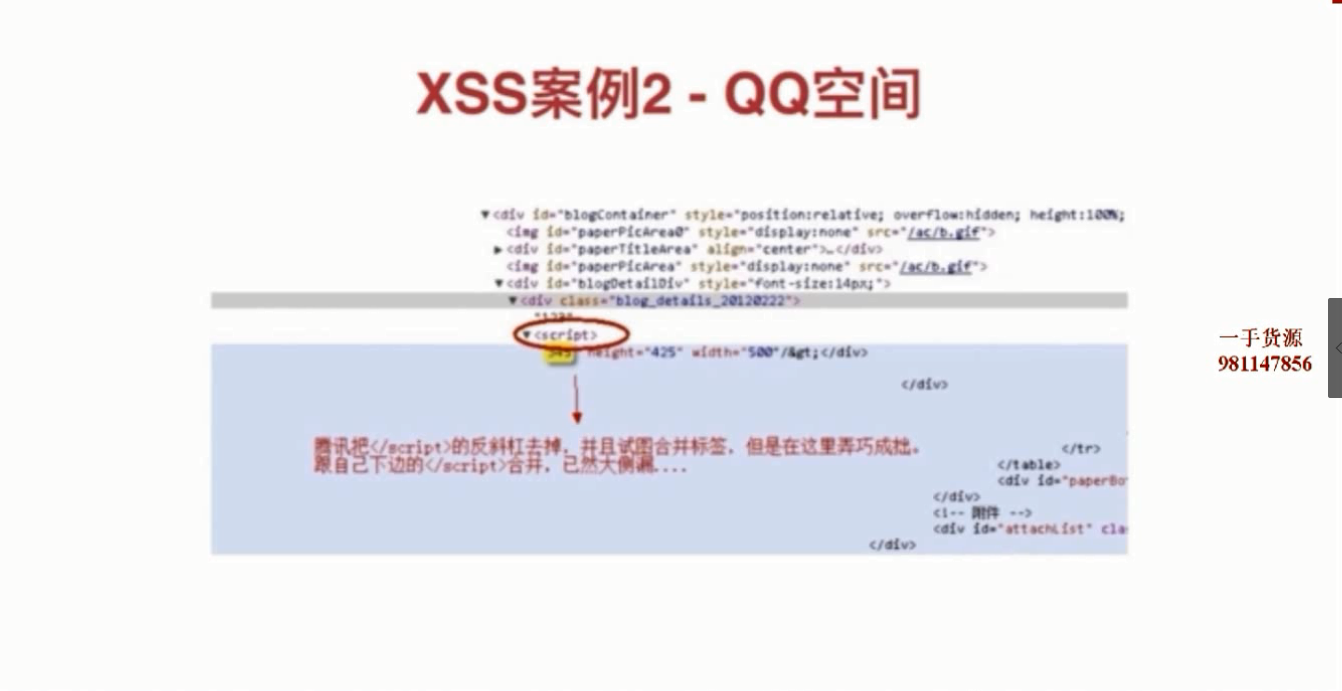 XSS案例2 - QQ空间
▼<div id="blogContainer" style="position:relative; overflow:hidden; height:100%;
<img id="paperPicArea0" style="display:none" src="/ac/b.gif">
▶<div id="paperTitleArea" align="center">…</div>
<img id="paperPicArea" style="display:none" src="/ac/b.gif">
▼<div id="blogDetailDiv" style="font-size:14px;">
▼<div class="blog_details_20120222">
"123"
▼<script>
height="425" width="500"/&gt;</div>
</div>
腾讯把</script>的反斜杠去掉，并且试图合并标签，但是在这里弄巧成拙。
跟自己下边的</script>合并，已然大侧漏....
</tr>
</table>
<div id="paperBo
</div>
<!-- 附件 -->
<div id="attachList" cla
</div>
一手货源
981147856